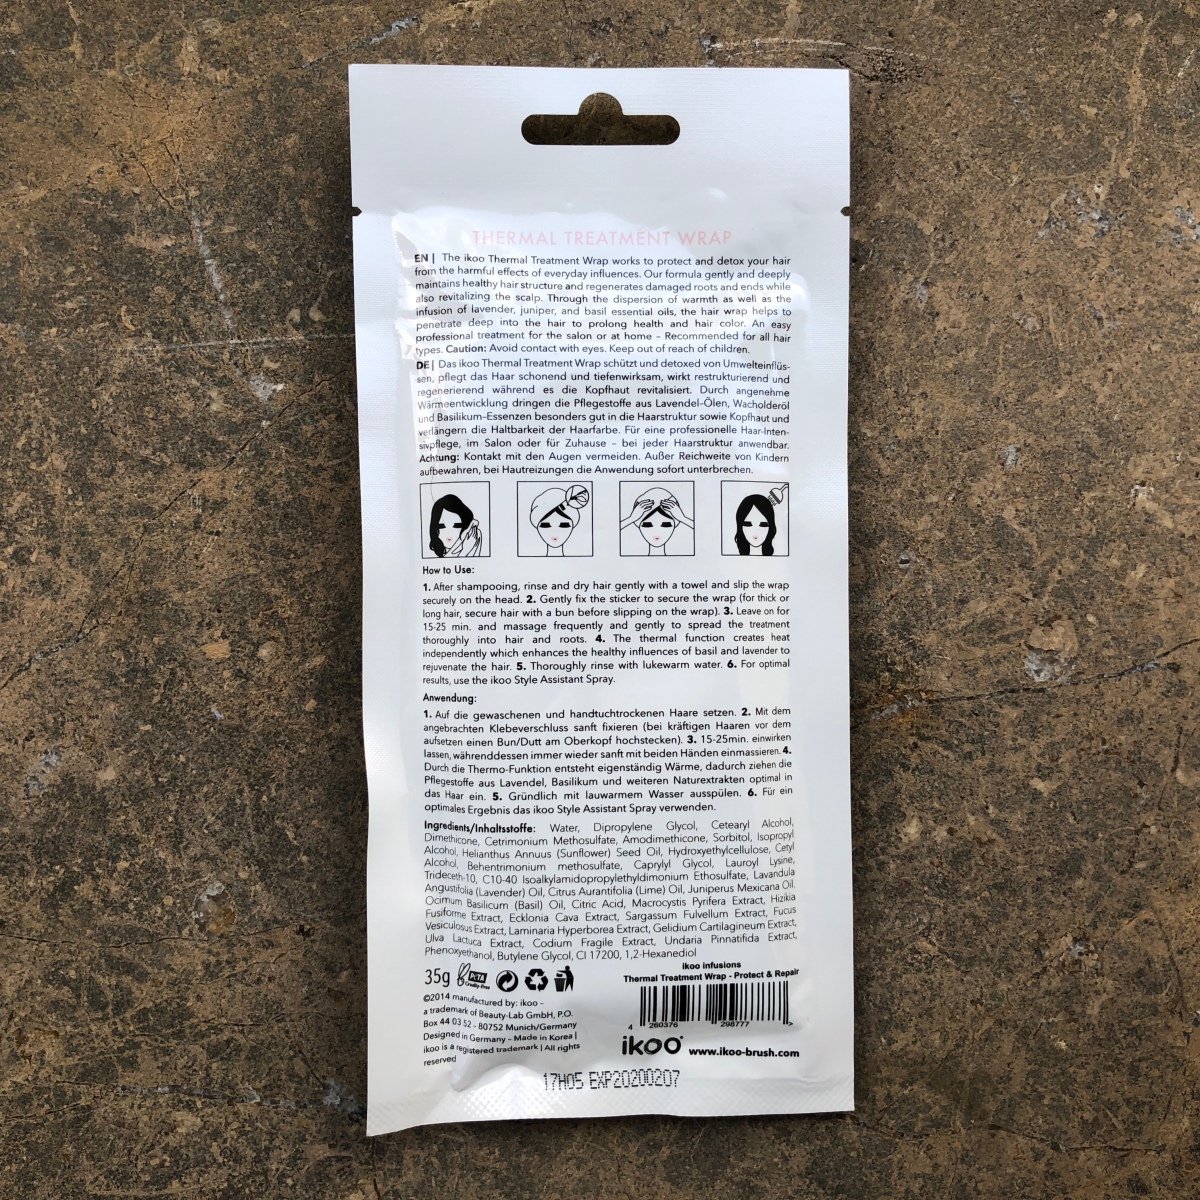 THERMAL TREATMENT WRAP
EN | The ikoo Thermal Treatment Wrap works to protect and detox your hair
from the harmful effects of everyday influences. Our formula gently and deeply
maintains healthy hair structure and regenerates damaged roots and ends while
also revitalizing the scalp. Through the dispersion of warmth as well as the
infusion of lavender, juniper, and basil essential oils, the hair wrap helps to
penetrate deep into the hair to prolong health and hair color. An easy
professional treatment for the salon or at home – Recommended for all hair
types. Caution: Avoid contact with eyes. Keep out of reach of children.
DE | Das ikoo Thermal Treatment Wrap schützt und detoxed von Umwelteinflüs-
sen, pflegt das Haar schonend und tiefenwirksam, wirkt restrukturierend und
regenerierend während es die Kopfhaut revitalisiert. Durch angenehme
Wärmeentwicklung dringen die Pflegestoffe aus Lavendel-Ölen, Wacholderöl
und Basilikum-Essenzen besonders gut in die Haarstruktur sowie Kopfhaut und
verlängern die Haltbarkeit der Haarfarbe. Für eine professionelle Haar-Inten-
sivpflege, im Salon oder für Zuhause – bei jeder Haarstruktur anwendbar.
Achtung: Kontakt mit den Augen vermeiden. Außer Reichweite von Kindern
aufbewahren, bei Hautreizungen die Anwendung sofort unterbrechen.
How to Use:
1. After shampooing, rinse and dry hair gently with a towel and slip the wrap
securely on the head. 2. Gently fix the sticker to secure the wrap (for thick or
long hair, secure hair with a bun before slipping on the wrap). 3. Leave on for
15-25 min. and massage frequently and gently to spread the treatment
thoroughly into hair and roots. 4. The thermal function creates heat
independently which enhances the healthy influences of basil and lavender to
rejuvenate the hair. 5. Thoroughly rinse with lukewarm water. 6. For optimal
results, use the ikoo Style Assistant Spray.
Anwendung:
1. Auf die gewaschenen und handtuchtrockenen Haare setzen. 2. Mit dem
angebrachten Klebeverschluss sanft fixieren (bei kräftigen Haaren vor dem
aufsetzen einen Bun/Dutt am Oberkopf hochstecken). 3. 15-25min. einwirken
lassen, währenddessen immer wieder sanft mit beiden Händen einmassieren. 4.
Durch die Thermo-Funktion entsteht eigenständig Wärme, dadurch ziehen die
Pflegestoffe aus Lavendel, Basilikum und weiteren Naturextrakten optimal in
das Haar ein. 5. Gründlich mit lauwarmem Wasser ausspülen. 6. Für ein
optimales Ergebnis das ikoo Style Assistant Spray verwenden.
Ingredients/Inhaltsstoffe: Water, Dipropylene Glycol, Cetearyl Alcohol,
Dimethicone, Cetrimonium Methosulfate, Amodimethicone, Sorbitol, Isopropyl
Alcohol, Helianthus Annuus (Sunflower) Seed Oil, Hydroxyethylcellulose, Cetyl
Alcohol, Behentrimonium methosulfate, Caprylyl Glycol, Lauroyl Lysine,
Trideceth-10, C10-40 Isoalkylamidopropylethyldimonium Ethosulfate, Lavandula
Angustifolia (Lavender) Oil, Citrus Aurantifolia (Lime) Oil, Juniperus Mexicana Oil.
Ocimum Basilicum (Basil) Oil, Citric Acid, Macrocystis Pyrifera Extract, Hizikia
Fusiforme Extract, Ecklonia Cava Extract, Sargassum Fulvellum Extract, Fucus
Vesiculosus Extract, Laminaria Hyperborea Extract, Gelidium Cartilagineum Extract,
Ulva Lactuca Extract, Codium Fragile Extract, Undaria Pinnatifida Extract,
Phenoxyethanol, Butylene Glycol, CI 17200, 1,2-Hexanediol
35g PETA Cruelty-Free
©2014 manufactured by: ikoo -
a trademark of Beauty-Lab GmbH, P.O.
Box 44 03 52 - 80752 Munich/Germany
Designed in Germany – Made in Korea |
ikoo is a registered trademark | All rights
reserved
ikoo infusions
Thermal Treatment Wrap - Protect & Repair
4 260376 298777 >
ikoo® www.ikoo-brush.com
17H05 EXP20200207